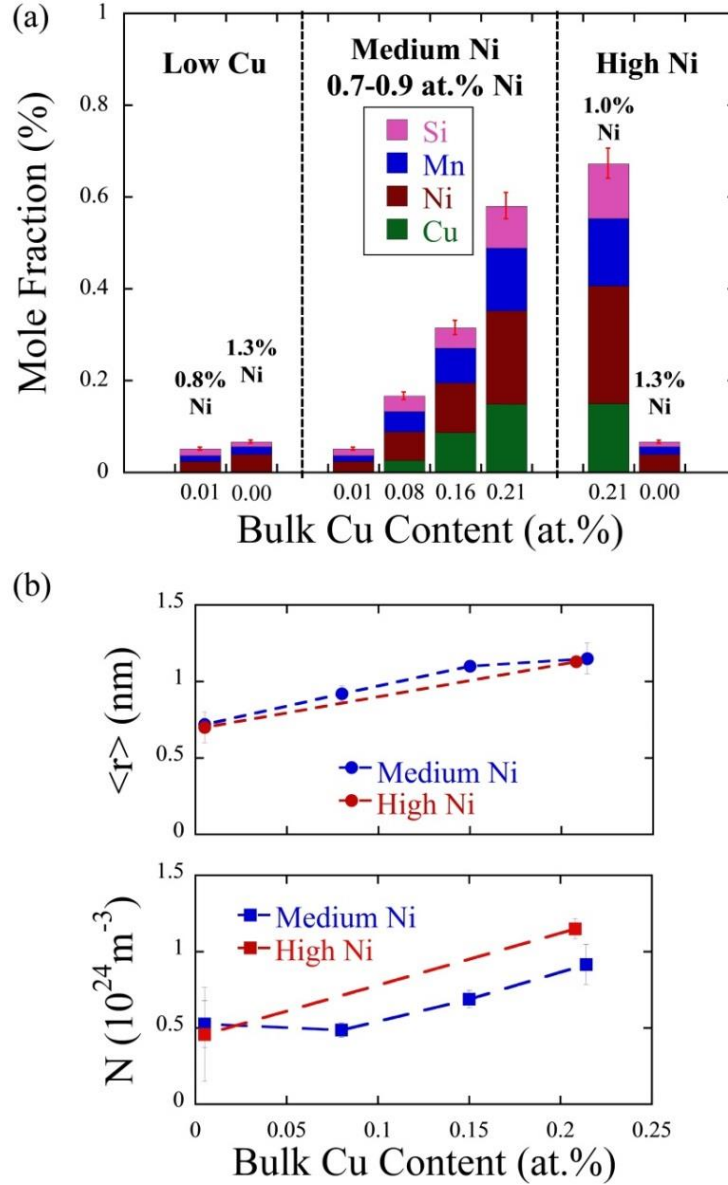 (a)
1
0.8
0.6
0.4
0.2
0
Mole Fraction (%)
Low Cu
Medium Ni
0.7-0.9 at.% Ni
High Ni
Si
Mn
Ni
Cu
0.8%
Ni
1.3%
Ni
1.0%
Ni
1.3%
Ni
0.01 0.00 0.01 0.08 0.16 0.21 0.21 0.00
Bulk Cu Content (at.%)
(b)
1.5
1
0.5
0
<r> (nm)
Medium Ni
High Ni
1.5
1
0.5
0
N (10²⁴ m⁻³)
Medium Ni
High Ni
0 0.05 0.1 0.15 0.2 0.25
Bulk Cu Content (at.%)